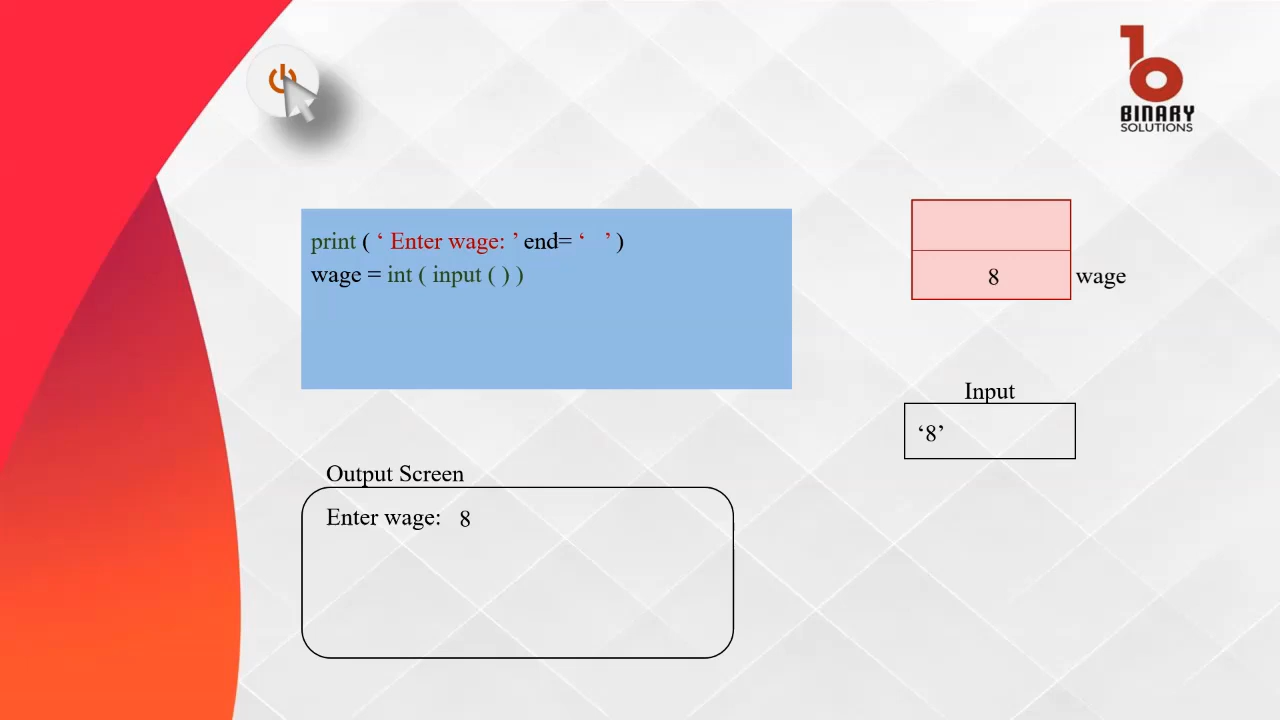 BINARY
SOLUTIONS
print ( ‘ Enter wage: ’ end= ‘ ’ )
wage = int ( input ( ) )
8 wage
Input
‘8’
Output Screen
Enter wage: 8